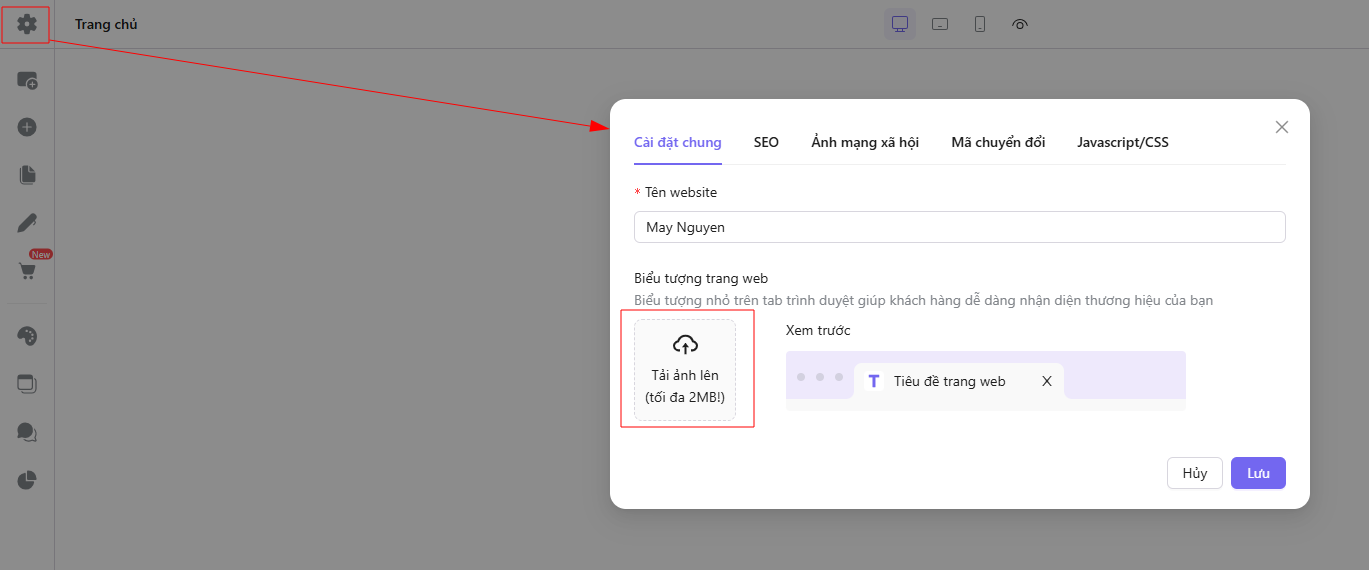 Trang chủ
New
Cài đặt chung
SEO
Ảnh mạng xã hội
Mã chuyển đổi
Javascript/CSS
* Tên website
May Nguyen
Biểu tượng trang web
Biểu tượng nhỏ trên tab trình duyệt giúp khách hàng dễ dàng nhận diện thương hiệu của bạn
Tải ảnh lên
(tối đa 2MB!)
Xem trước
T Tiêu đề trang web X
Hủy
Lưu